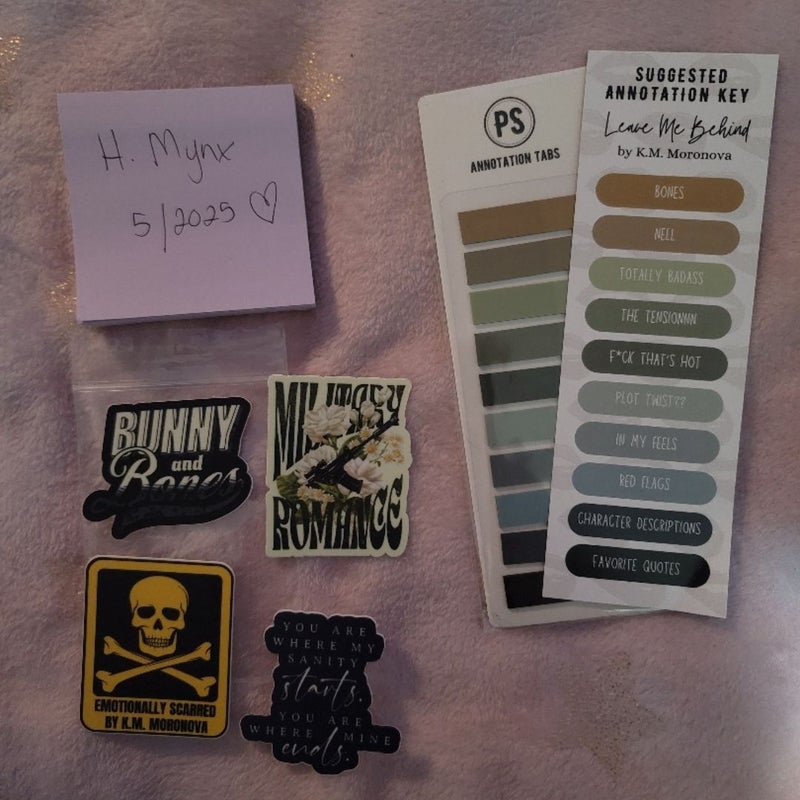 H. Mynx
5/2025 ♡
PS
ANNOTATION TABS
SUGGESTED
ANNOTATION KEY
Leave Me Behind
by K.M. Moronova
BONES
NELL
TOTALLY BADASS
THE TENSIONNN
F*CK THAT'S HOT
PLOT TWIST??
IN MY FEELS
RED FLAGS
CHARACTER DESCRIPTIONS
FAVORITE QUOTES
BUNNY
and
Bones
MILITARY
ROMANCE
EMOTIONALLY SCARRED
BY K.M. MORONOVA
YOU ARE
WHERE MY
SANITY
starts.
YOU ARE
WHERE MINE
ends.